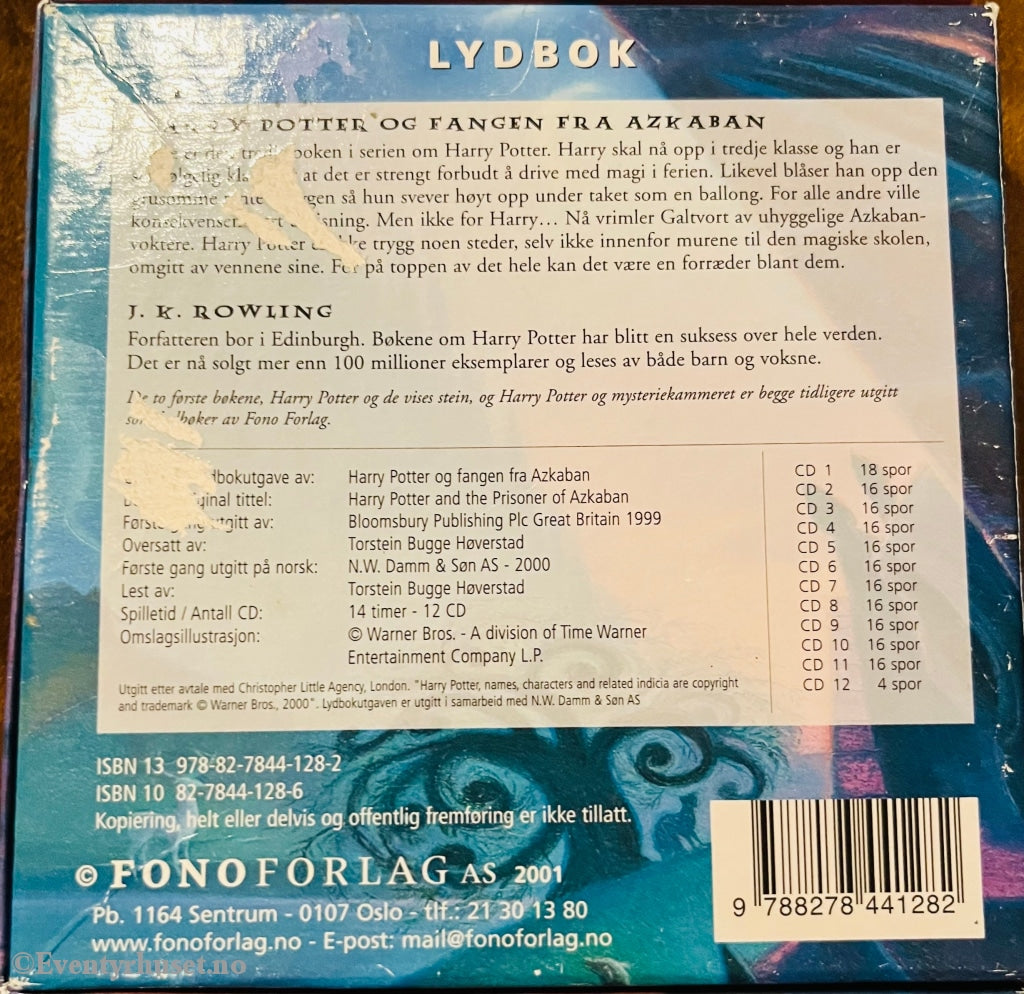 LYDBOK
POTTER OG FANGEN FRA AZKABAN
boken i serien om Harry Potter. Harry skal nå opp i tredje klasse og han er
at det er strengt forbudt å drive med magi i ferien. Likevel blåser han opp den
grusomme så hun svever høyt opp under taket som en ballong. For alle andre ville
Men ikke for Harry… Nå vrimler Galtvort av uhyggelige Azkaban-
voktere. Harry Potter trygg noen steder, selv ikke innenfor murene til den magiske skolen,
omgitt av vennene sine. For på toppen av det hele kan det være en forræder blant dem.
J. K. ROWLING
Forfatteren bor i Edinburgh. Bøkene om Harry Potter har blitt en suksess over hele verden.
Det er nå solgt mer enn 100 millioner eksemplarer og leses av både barn og voksne.
De to første bøkene, Harry Potter og de vises stein, og Harry Potter og mysteriekammeret er begge tidligere utgitt
av Fono Forlag.
av: Harry Potter og fangen fra Azkaban
tittel: Harry Potter and the Prisoner of Azkaban
Første gang utgitt av: Bloomsbury Publishing Plc Great Britain 1999
Oversatt av: Torstein Bugge Høverstad
Første gang utgitt på norsk: N.W. Damm & Søn AS - 2000
Lest av: Torstein Bugge Høverstad
Spilletid / Antall CD: 14 timer - 12 CD
Omslagsillustrasjon: © Warner Bros. - A division of Time Warner
Entertainment Company L.P.
CD 1 18 spor
CD 2 16 spor
CD 3 16 spor
CD 4 16 spor
CD 5 16 spor
CD 6 16 spor
CD 7 16 spor
CD 8 16 spor
CD 9 16 spor
CD 10 16 spor
CD 11 16 spor
CD 12 4 spor
Utgitt etter avtale med Christopher Little Agency, London. "Harry Potter, names, characters and related indicia are copyright
and trademark © Warner Bros., 2000". Lydbokutgaven er utgitt i samarbeid med N.W. Damm & Søn AS
ISBN 13 978-82-7844-128-2
ISBN 10 82-7844-128-6
Kopiering, helt eller delvis og offentlig fremføring er ikke tillatt.
© FONOFORLAG AS 2001
Pb. 1164 Sentrum - 0107 Oslo - tlf.: 21 30 13 80
www.fonoforlag.no - E-post: mail@fonoforlag.no
9 788278 441282
©Eventyrhuset.no